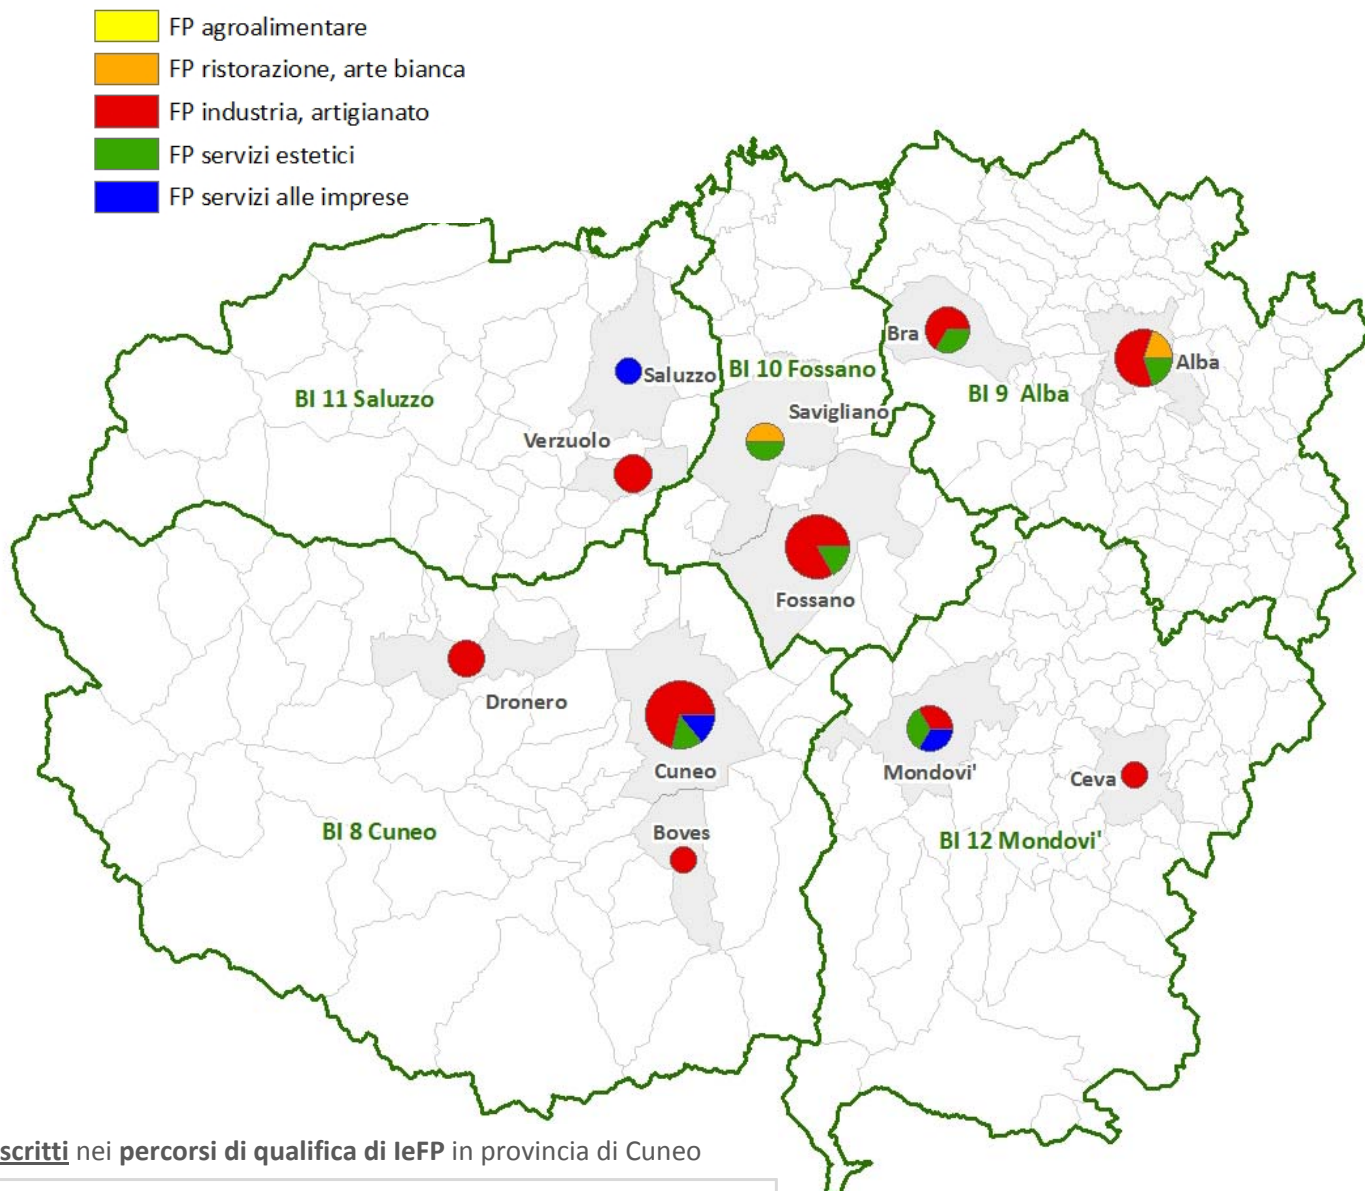 FP agroalimentare
FP ristorazione, arte bianca
FP industria, artigianato
FP servizi estetici
FP servizi alle imprese
Bra
Alba
BI 9 Alba
BI 10 Fossano
Saluzzo
BI 11 Saluzzo
Savigliano
Verzuolo
Fossano
Dronero
Cuneo
Mondovi'
Ceva
BI 8 Cuneo
Boves
BI 12 Mondovi'
scritti nei percorsi di qualifica di IeFP in provincia di Cuneo